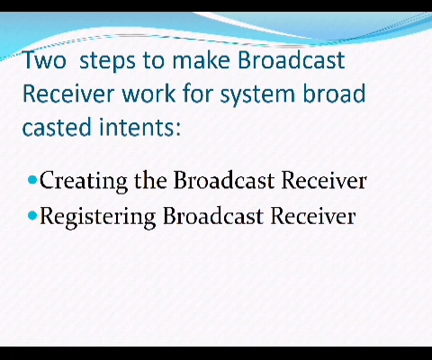 Two steps to make Broadcast
Receiver work for system broad
casted intents:
•Creating the Broadcast Receiver
•Registering Broadcast Receiver